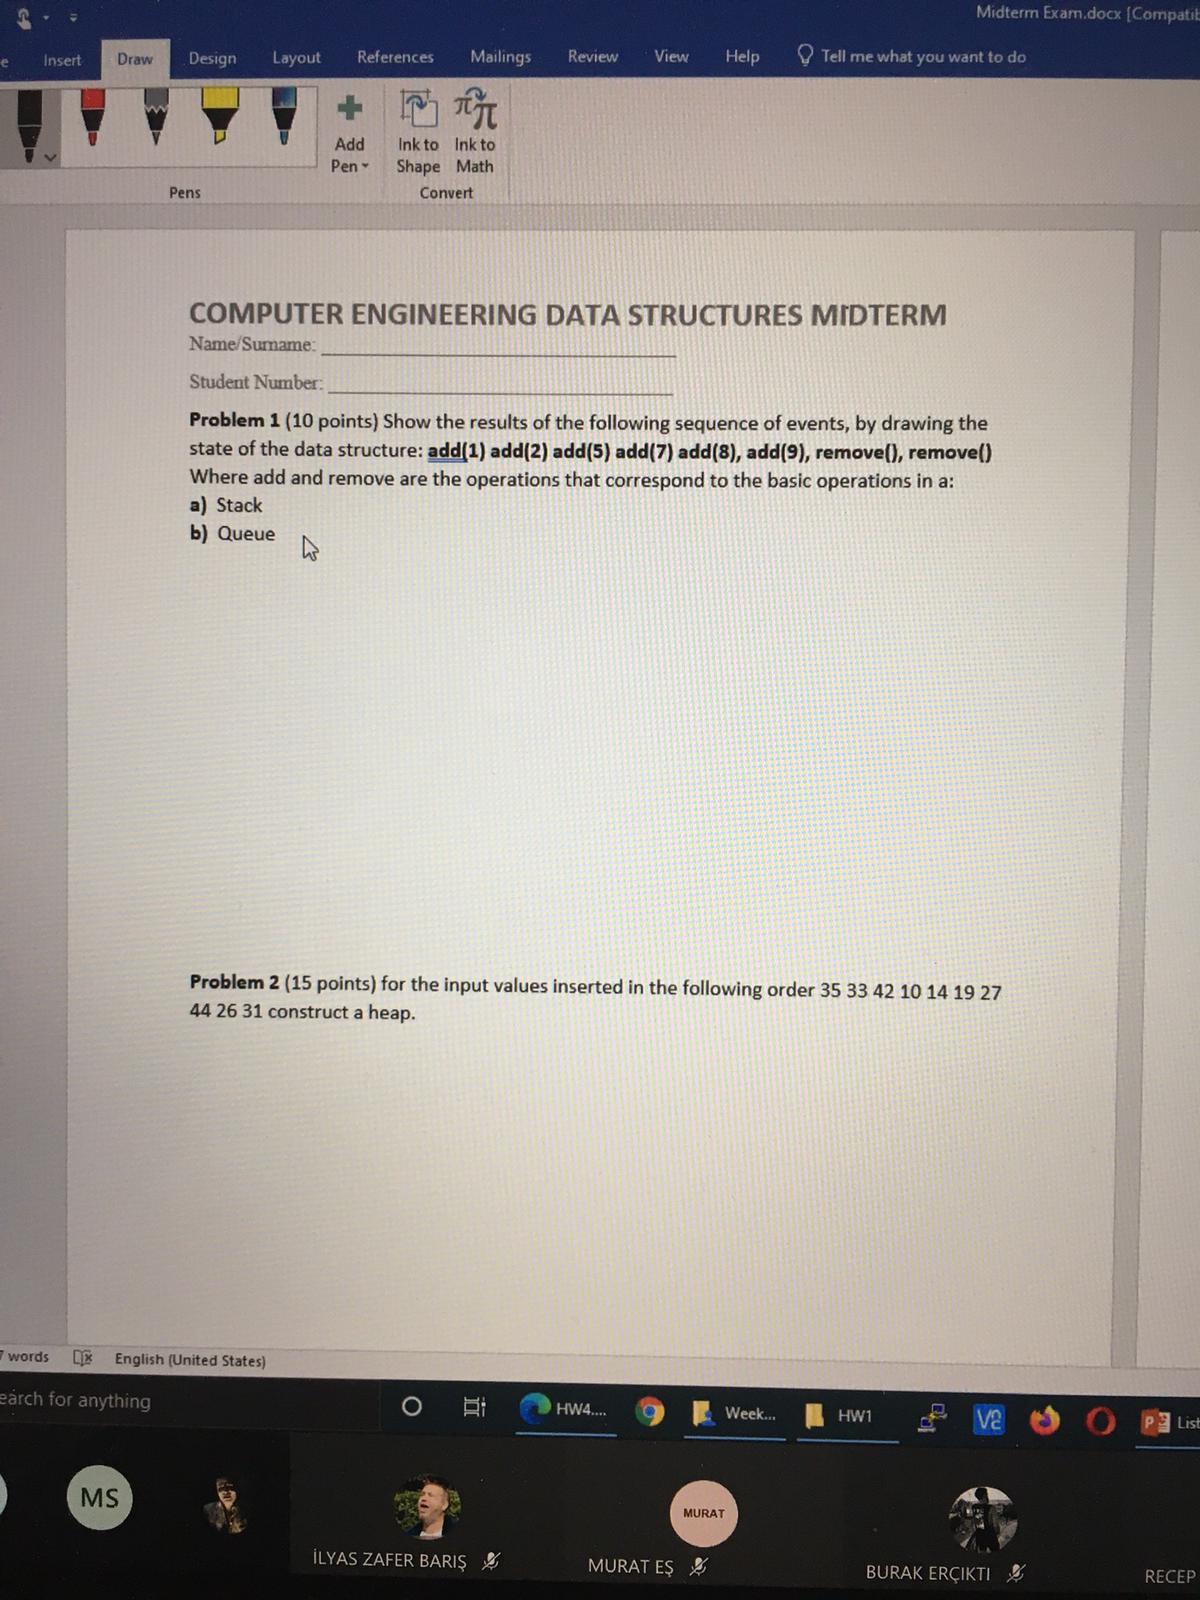 Midterm Exam.docx [Compatib
e Insert Draw Design Layout References Mailings Review View Help Tell me what you want to do
Add Pen
Ink to Shape
Ink to Math
Pens
Convert
COMPUTER ENGINEERING DATA STRUCTURES MIDTERM
Name/Surname:
Student Number:
Problem 1 (10 points) Show the results of the following sequence of events, by drawing the
state of the data structure: add(1) add(2) add(5) add(7) add(8), add(9), remove(), remove()
Where add and remove are the operations that correspond to the basic operations in a:
a) Stack
b) Queue
Problem 2 (15 points) for the input values inserted in the following order 35 33 42 10 14 19 27
44 26 31 construct a heap.
7 words English (United States)
earch for anything
HW4.... Week... HW1 V2 P List
MS
MURAT
İLYAS ZAFER BARIŞ
MURAT EŞ
BURAK ERÇIKTI
RECEP